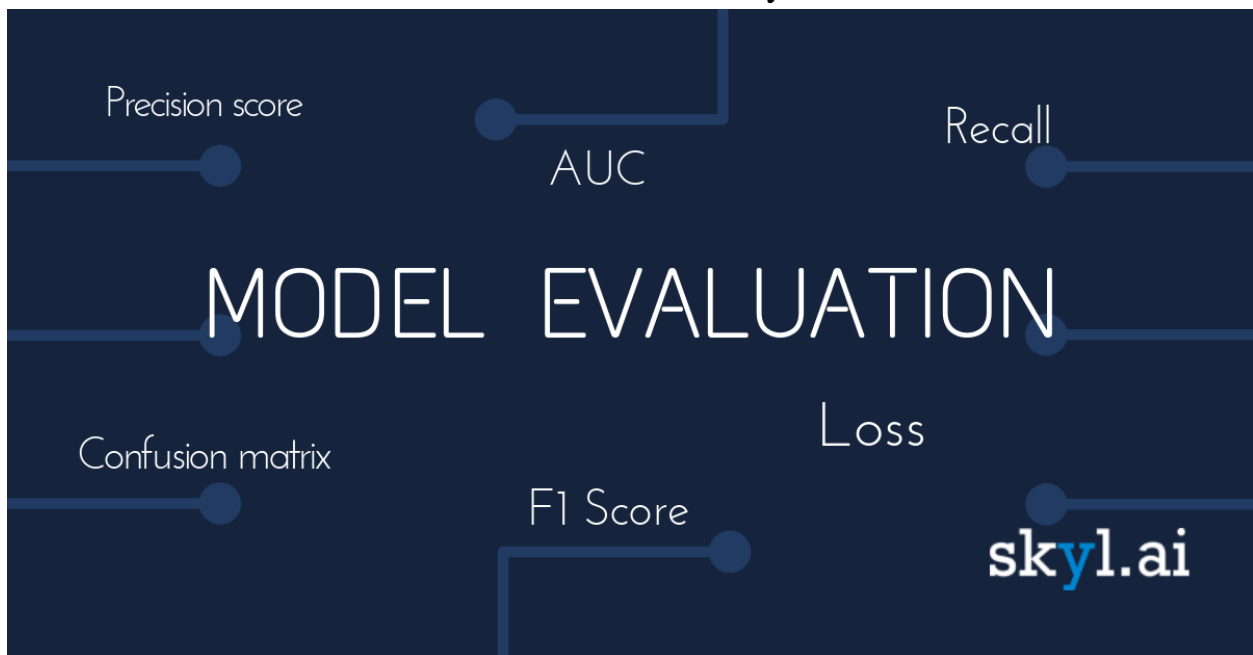 Precision score
AUC
Recall
MODEL EVALUATION
Loss
Confusion matrix
F1 Score
skyl.ai